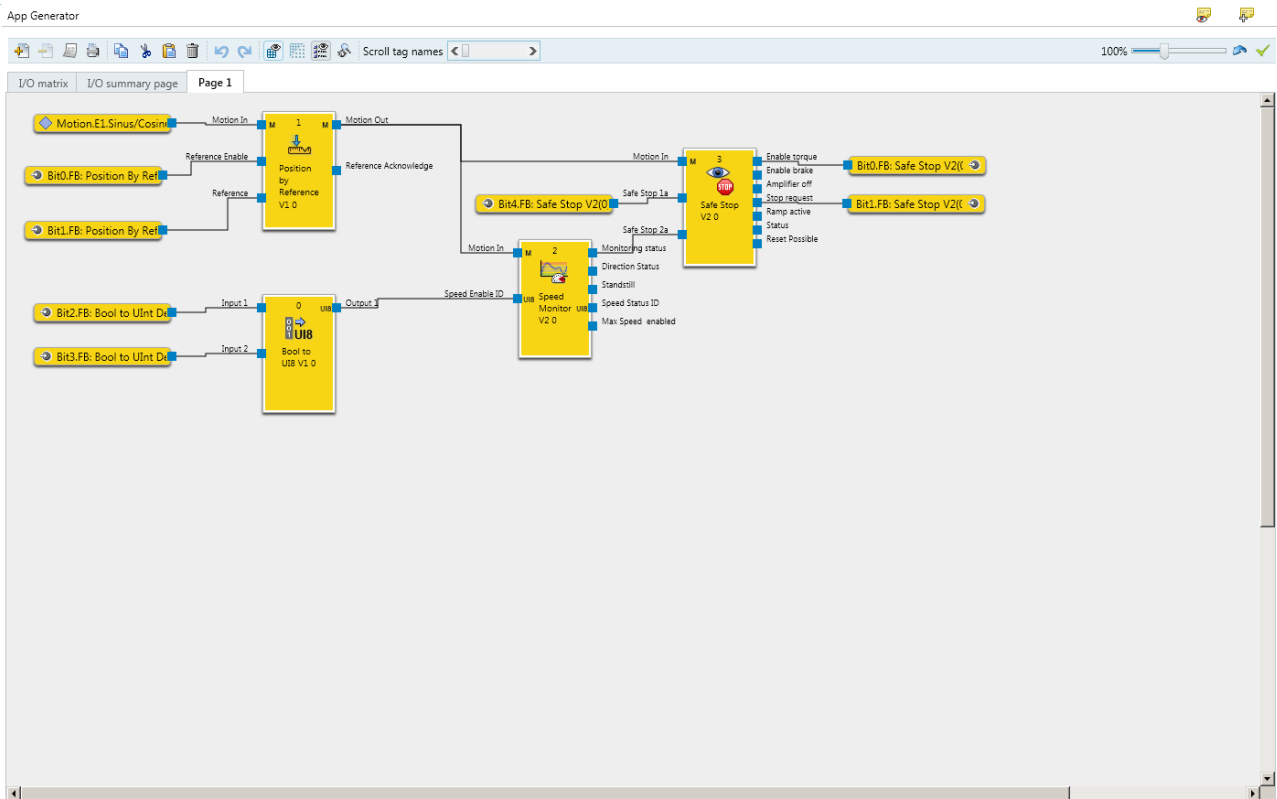 App Generator
Scroll tag names
100%
I/O matrix
I/O summary page
Page 1
Motion.E1.Sinus/Cosin
Motion In
M 1 M
Motion Out
Position
by
Reference
V1 0
Reference Enable
Bit0.FB: Position By Ref
Reference Acknowledge
Reference
Bit1.FB: Position By Ref
Motion In
M 3
STOP
Safe Stop
V2 0
Enable torque
Enable brake
Amplifier off
Stop request
Ramp active
Status
Reset Possible
Bit0.FB: Safe Stop V2((
Bit1.FB: Safe Stop V2((
Safe Stop 1a
Bit4.FB: Safe Stop V2(0
Safe Stop 2a
Motion In
M 2
Monitoring status
Direction Status
Standstill
Speed Status ID
Max Speed enabled
Speed Enable ID
UI8 Speed
Monitor UI8
V2 0
Input 1
Bit2.FB: Bool to UInt De
0 UI8
Output 1
UI8
Bool to
UI8 V1 0
Input 2
Bit3.FB: Bool to UInt De